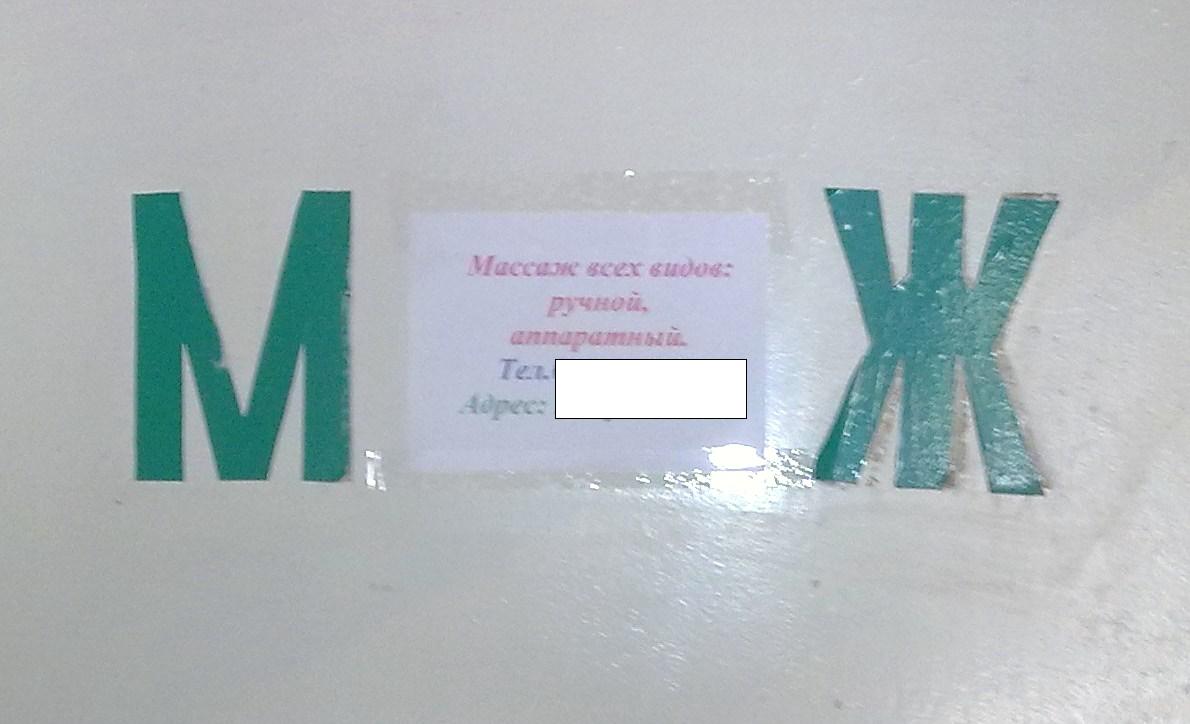 М
Массаж всех видов:
ручной,
аппаратный.
Тел.
Адрес:
Ж